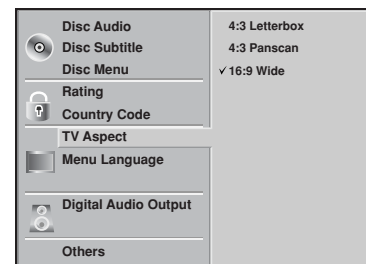 Disc Audio
Disc Subtitle
Disc Menu
Rating
Country Code
TV Aspect
Menu Language
Digital Audio Output
Others
4:3 Letterbox
4:3 Panscan
✓ 16:9 Wide